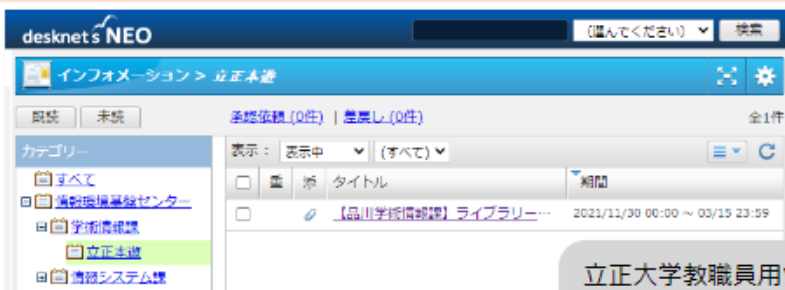 desknet's NEO
(選んでください) 検索
インフォメーション > 立正本遊
既読 未読 承認依頼 (0件) | 差戻し (0件) 全1件
カテゴリー 表示: 表示中 (すべて)
すべて 重 添 タイトル 期間
情報環境基盤センター
【品川学術情報課】ライブラリー… 2021/11/30 00:00 ~ 03/15 23:59
学術情報課
立正本遊
情報システム課
立正大学教職員用